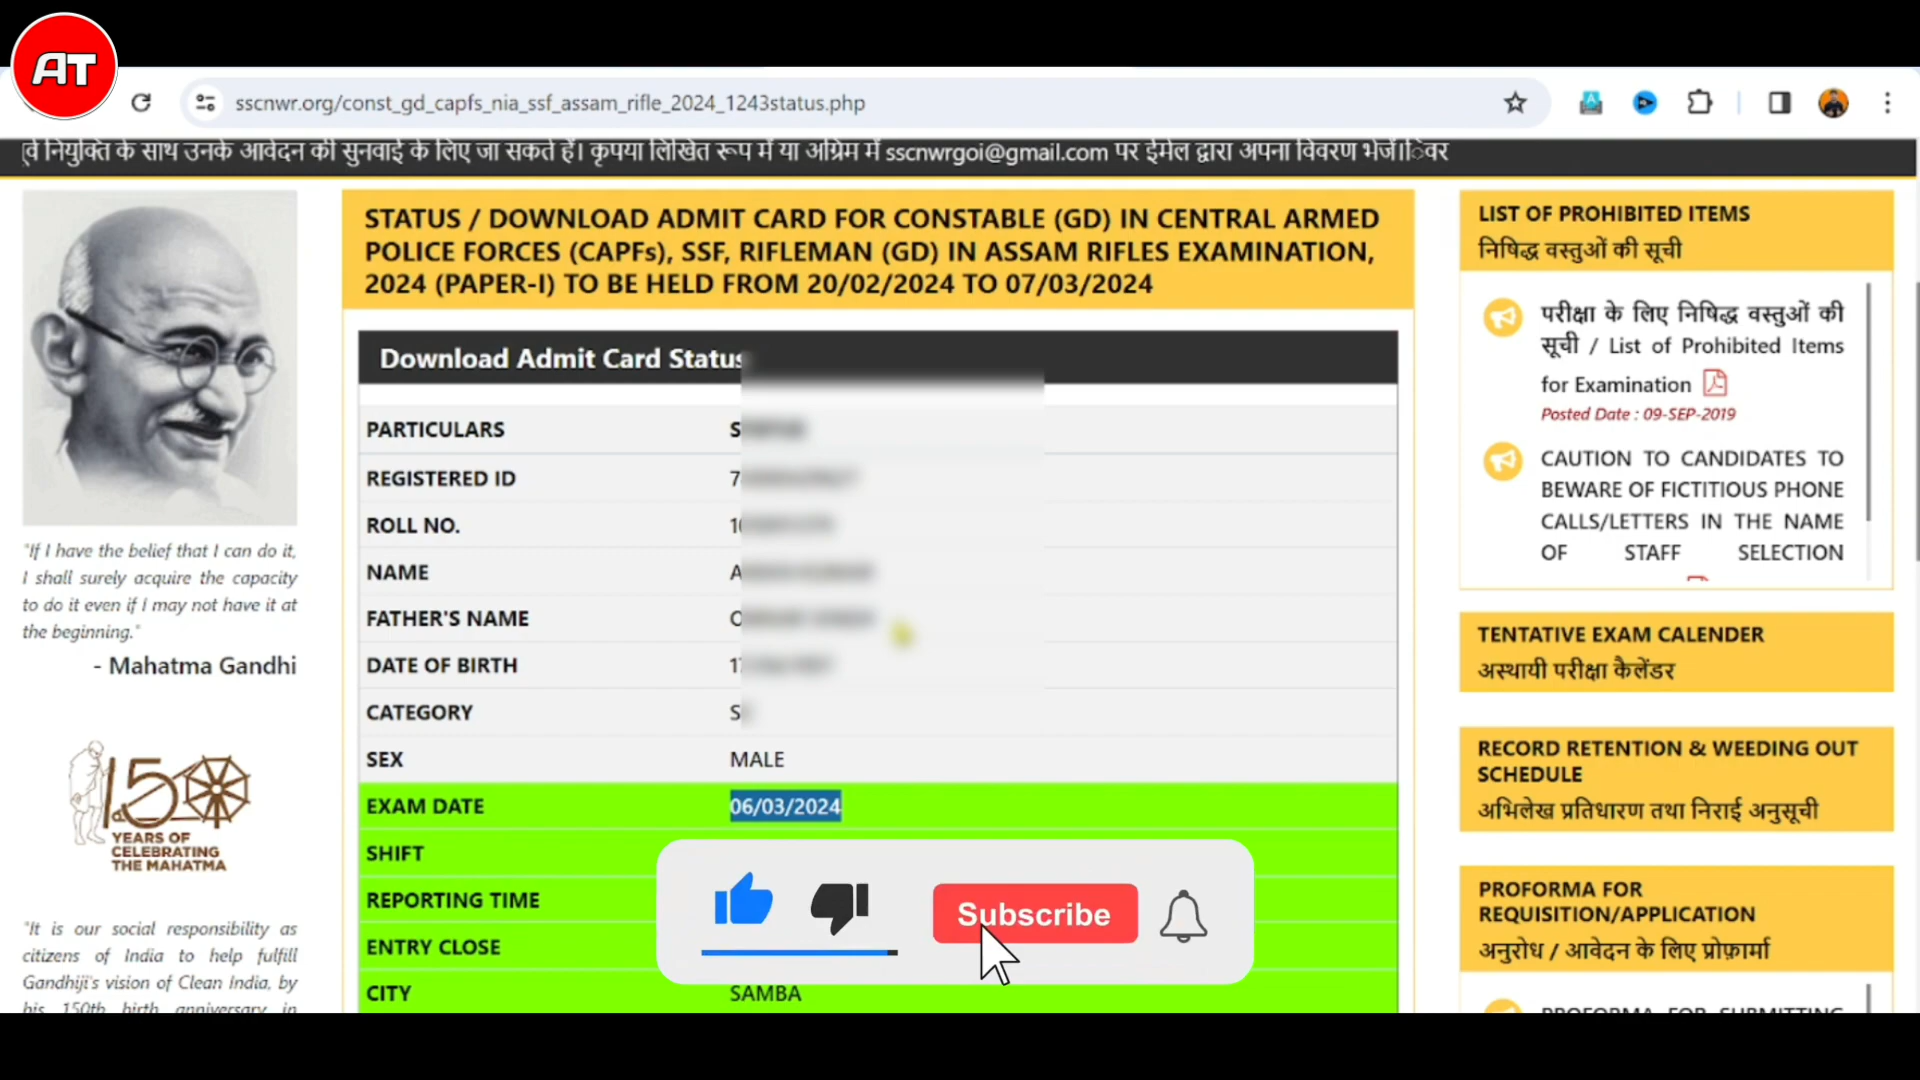 AT
sscnwr.org/const_gd_capfs_nia_ssf_assam_rifle_2024_1243status.php
नियुक्ति के साथ उनके आवेदन की सुनवाई के लिए जा सकते हैं। कृपया लिखित रूप में या अग्रिम में sscnwrgoi@gmail.com पर ईमेल द्वारा अपना विवरण भेजें।
"If I have the belief that I can do it,
I shall surely acquire the capacity
to do it even if I may not have it at
the beginning."
- Mahatma Gandhi
150
YEARS OF
CELEBRATING
THE MAHATMA
"It is our social responsibility as
citizens of India to help fulfill
Gandhiji's vision of Clean India, by
his 150th birth anniversary in
STATUS / DOWNLOAD ADMIT CARD FOR CONSTABLE (GD) IN CENTRAL ARMED
POLICE FORCES (CAPFs), SSF, RIFLEMAN (GD) IN ASSAM RIFLES EXAMINATION,
2024 (PAPER-I) TO BE HELD FROM 20/02/2024 TO 07/03/2024
Download Admit Card Status
PARTICULARS
REGISTERED ID
ROLL NO.
NAME
FATHER'S NAME
DATE OF BIRTH
CATEGORY
SEX MALE
EXAM DATE 06/03/2024
SHIFT
REPORTING TIME
ENTRY CLOSE
CITY SAMBA
Subscribe
LIST OF PROHIBITED ITEMS
निषिद्ध वस्तुओं की सूची
परीक्षा के लिए निषिद्ध वस्तुओं की
सूची / List of Prohibited Items
for Examination
Posted Date : 09-SEP-2019
CAUTION TO CANDIDATES TO
BEWARE OF FICTITIOUS PHONE
CALLS/LETTERS IN THE NAME
OF STAFF SELECTION
TENTATIVE EXAM CALENDER
अस्थायी परीक्षा कैलेंडर
RECORD RETENTION & WEEDING OUT
SCHEDULE
अभिलेख प्रतिधारण तथा निराई अनुसूची
PROFORMA FOR
REQUISITION/APPLICATION
अनुरोध / आवेदन के लिए प्रोफ़ार्मा
PROFORMA FOR SUBMITTING